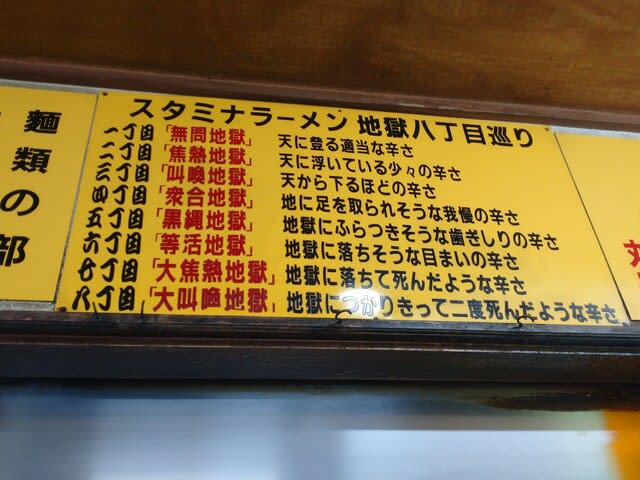 麺類の部
スタミナラーメン 地獄八丁目巡り
一丁目「無間地獄」 天に登る適当な辛さ
二丁目「焦熱地獄」 天に浮いている少々の辛さ
三丁目「叫喚地獄」 天から下るほどの辛さ
四丁目「衆合地獄」 地に足を取られそうな我慢の辛さ
五丁目「黒縄地獄」 地獄にふらつきそうな歯ぎしりの辛さ
六丁目「等活地獄」 地獄に落ちそうな目まいの辛さ
七丁目「大焦熱地獄」 地獄に落ちて死んだような辛さ
八丁目「大叫喚地獄」 地獄につかりきって二度死んだような辛さ